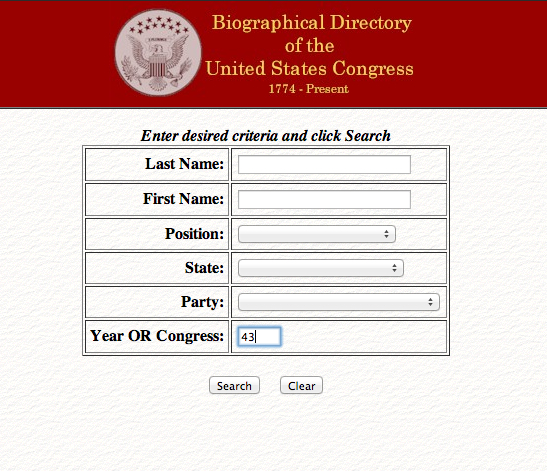 Biographical Directory
of the
United States Congress
1774 - Present
Enter desired criteria and click Search
Last Name:
First Name:
Position:
State:
Party:
Year OR Congress: 43
Search Clear